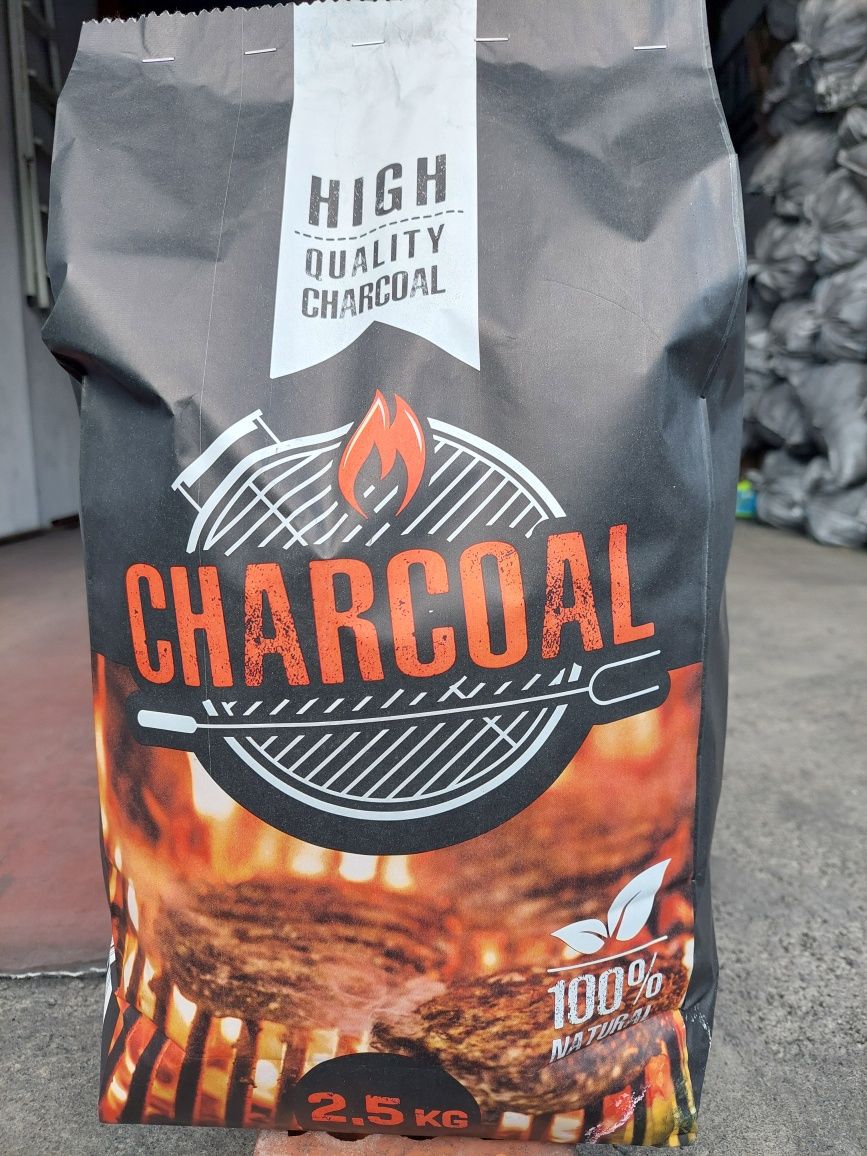 HIGH
QUALITY
CHARCOAL
CHARCOAL
100%
NATURAL
2.5 KG